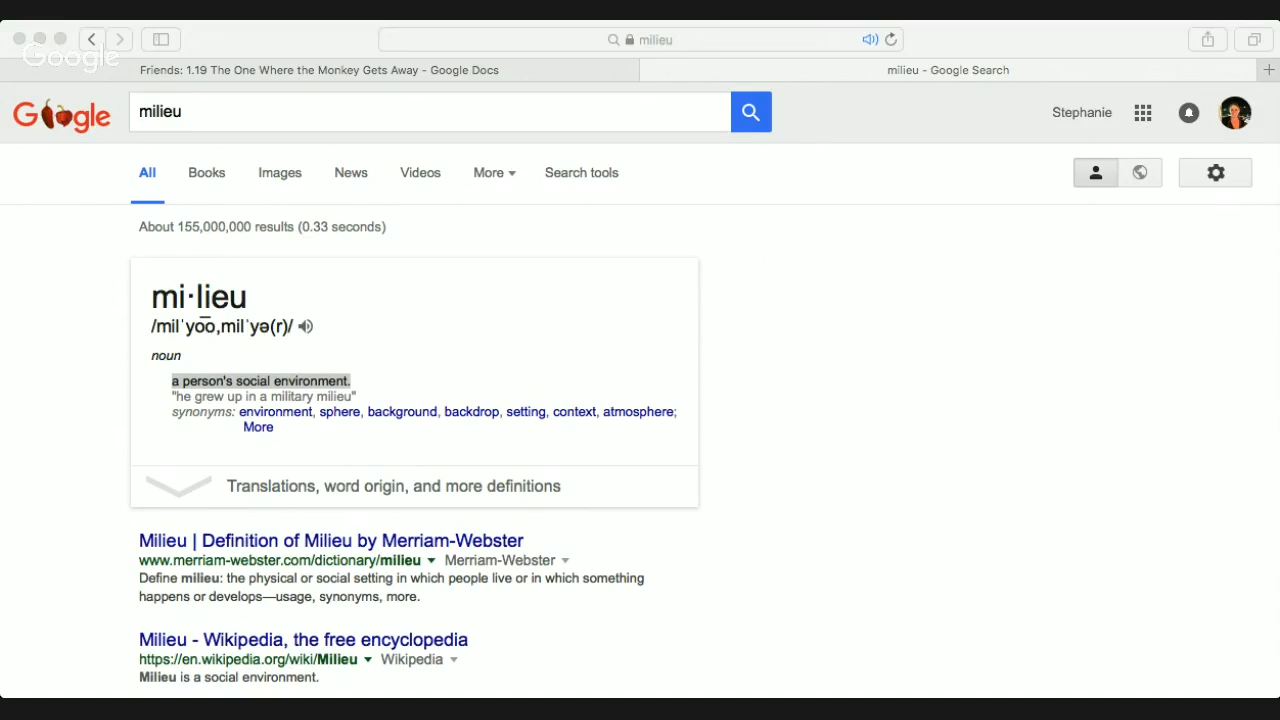 milieu
Google
Friends: 1.19 The One Where the Monkey Gets Away - Google Docs
milieu - Google Search
Google
milieu
Stephanie
All Books Images News Videos More Search tools
About 155,000,000 results (0.33 seconds)
mi·lieu
/milˈyo͞o,milˈyə(r)/
noun
a person's social environment.
"he grew up in a military milieu"
synonyms: environment, sphere, background, backdrop, setting, context, atmosphere;
More
Translations, word origin, and more definitions
Milieu | Definition of Milieu by Merriam-Webster
www.merriam-webster.com/dictionary/milieu Merriam-Webster
Define milieu: the physical or social setting in which people live or in which something
happens or develops—usage, synonyms, more.
Milieu - Wikipedia, the free encyclopedia
https://en.wikipedia.org/wiki/Milieu Wikipedia
Milieu is a social environment.